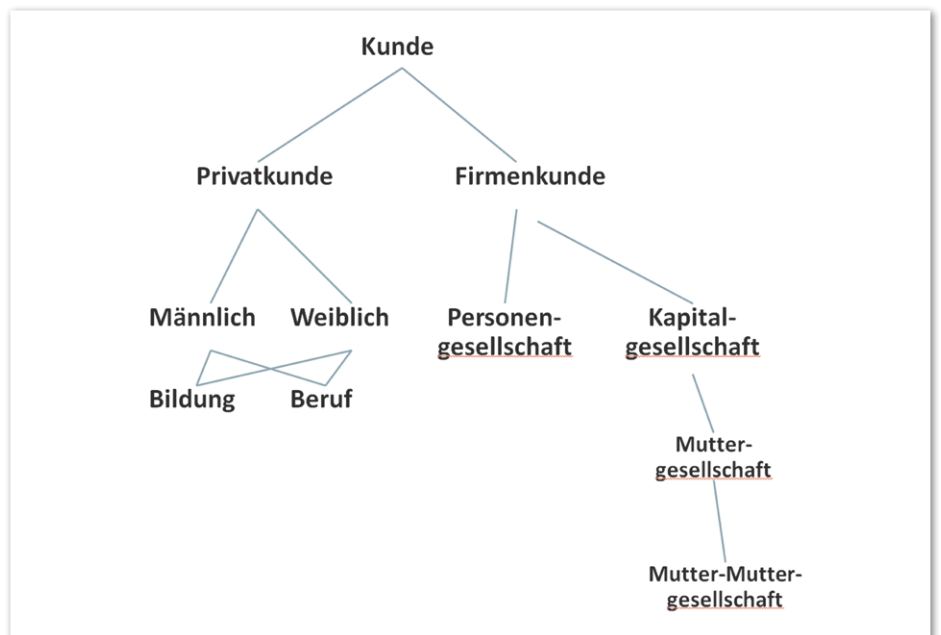 Kunde
Privatkunde
Firmenkunde
Männlich
Weiblich
Personen-
gesellschaft
Kapital-
gesellschaft
Bildung
Beruf
Mutter-
gesellschaft
Mutter-Mutter-
gesellschaft